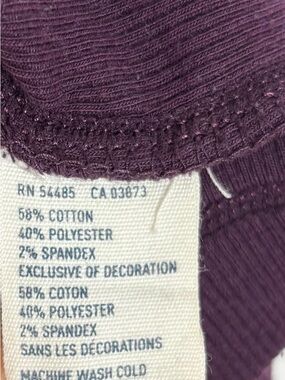 RN 54485 CA 03873
58% COTTON
40% POLYESTER
2% SPANDEX
EXCLUSIVE OF DECORATION
58% COTON
40% POLYESTER
2% SPANDEX
SANS LES DÉCORATIONS
MACHINE WASH COLD